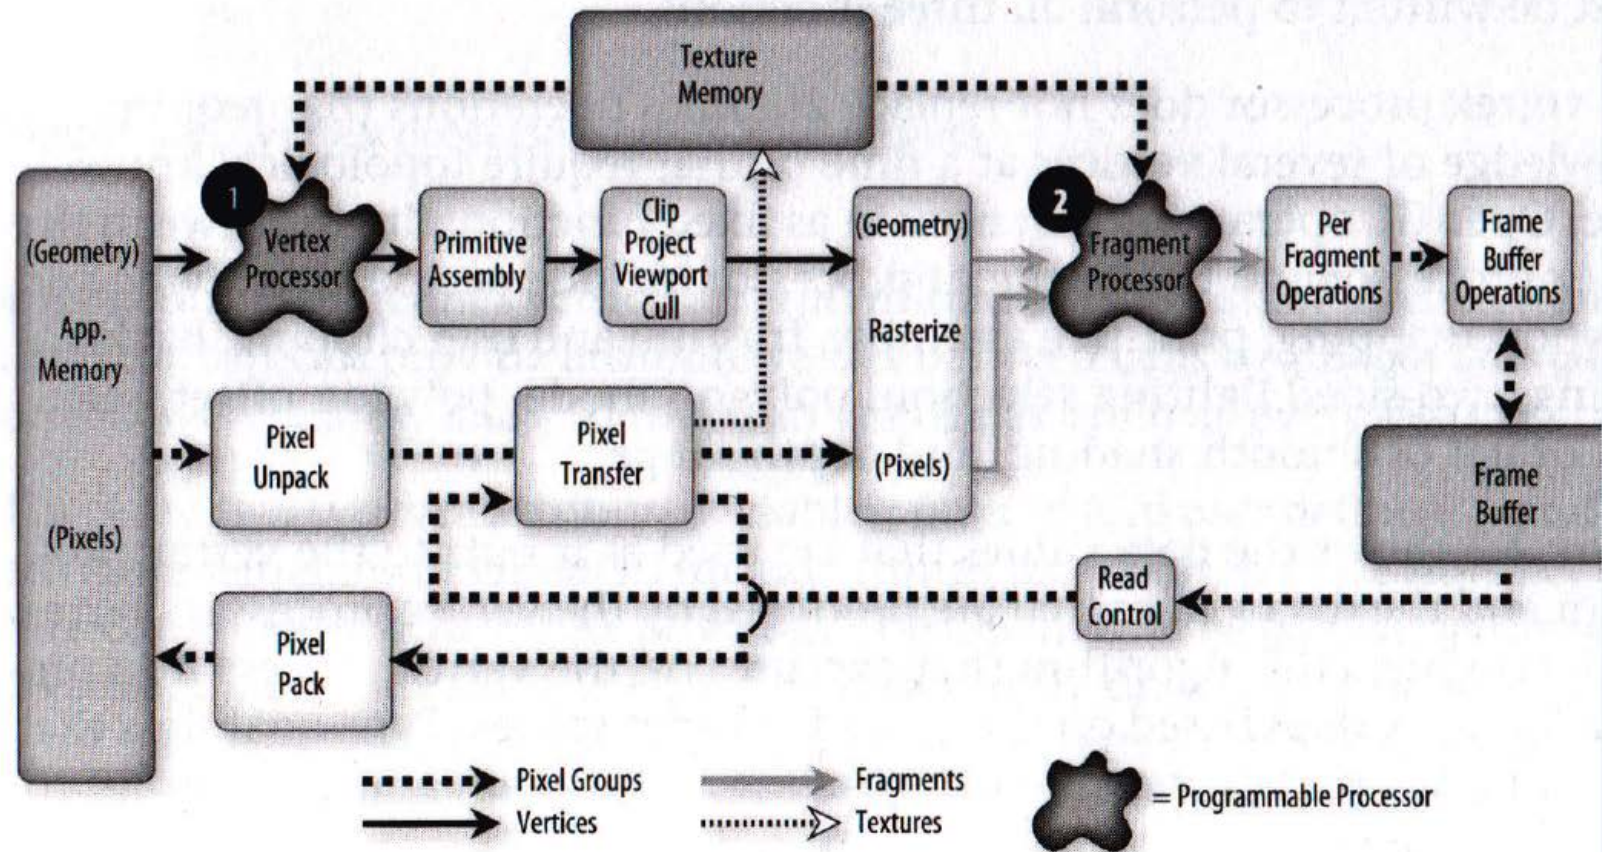 Texture
Memory
1
2
(Geometry)
App.
Memory
(Pixels)
Vertex
Processor
Primitive
Assembly
Clip
Project
Viewport
Cull
(Geometry)
Rasterize
(Pixels)
Fragment
Processor
Per
Fragment
Operations
Frame
Buffer
Operations
Pixel
Unpack
Pixel
Transfer
Frame
Buffer
Read
Control
Pixel
Pack
Pixel Groups
Vertices
Fragments
Textures
= Programmable Processor